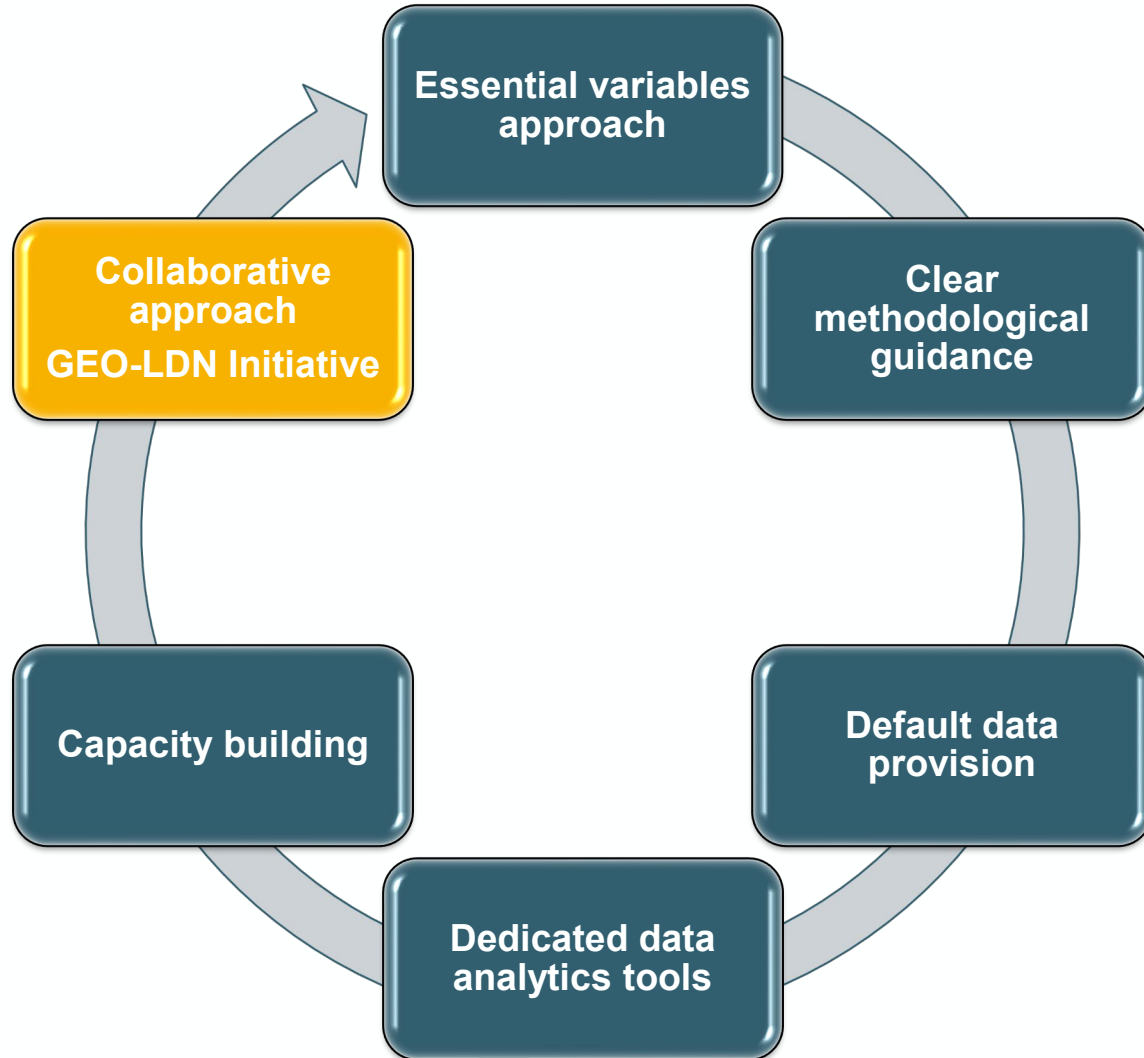 Essential variables
approach
Clear
methodological
guidance
Default data
provision
Dedicated data
analytics tools
Capacity building
Collaborative
approach
GEO-LDN Initiative